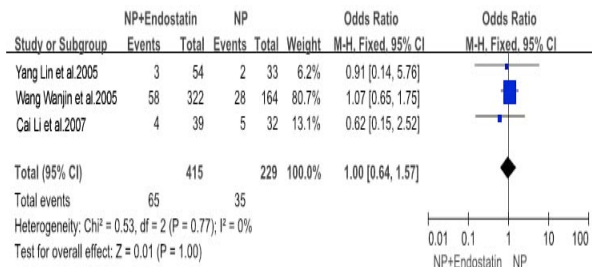 NP+Endostatin NP Odds Ratio Odds Ratio
Study or Subgroup Events Total Events Total Weight M-H. Fixed. 95% CI M-H. Fixed. 95% CI
Yang Lin et al.2005 3 54 2 33 6.2% 0.91 [0.14, 5.76]
Wang Wanjin et al.2005 58 322 28 164 80.7% 1.07 [0.65, 1.75]
Cai Li et al.2007 4 39 5 32 13.1% 0.62 [0.15, 2.52]
Total (95% CI) 415 229 100.0% 1.00 [0.64, 1.57]
Total events 65 35
Heterogeneity: Chi² = 0.53, df = 2 (P = 0.77); I² = 0%
Test for overall effect: Z = 0.01 (P = 1.00)
0.01 0.1 1 10 100
NP+Endostatin NP